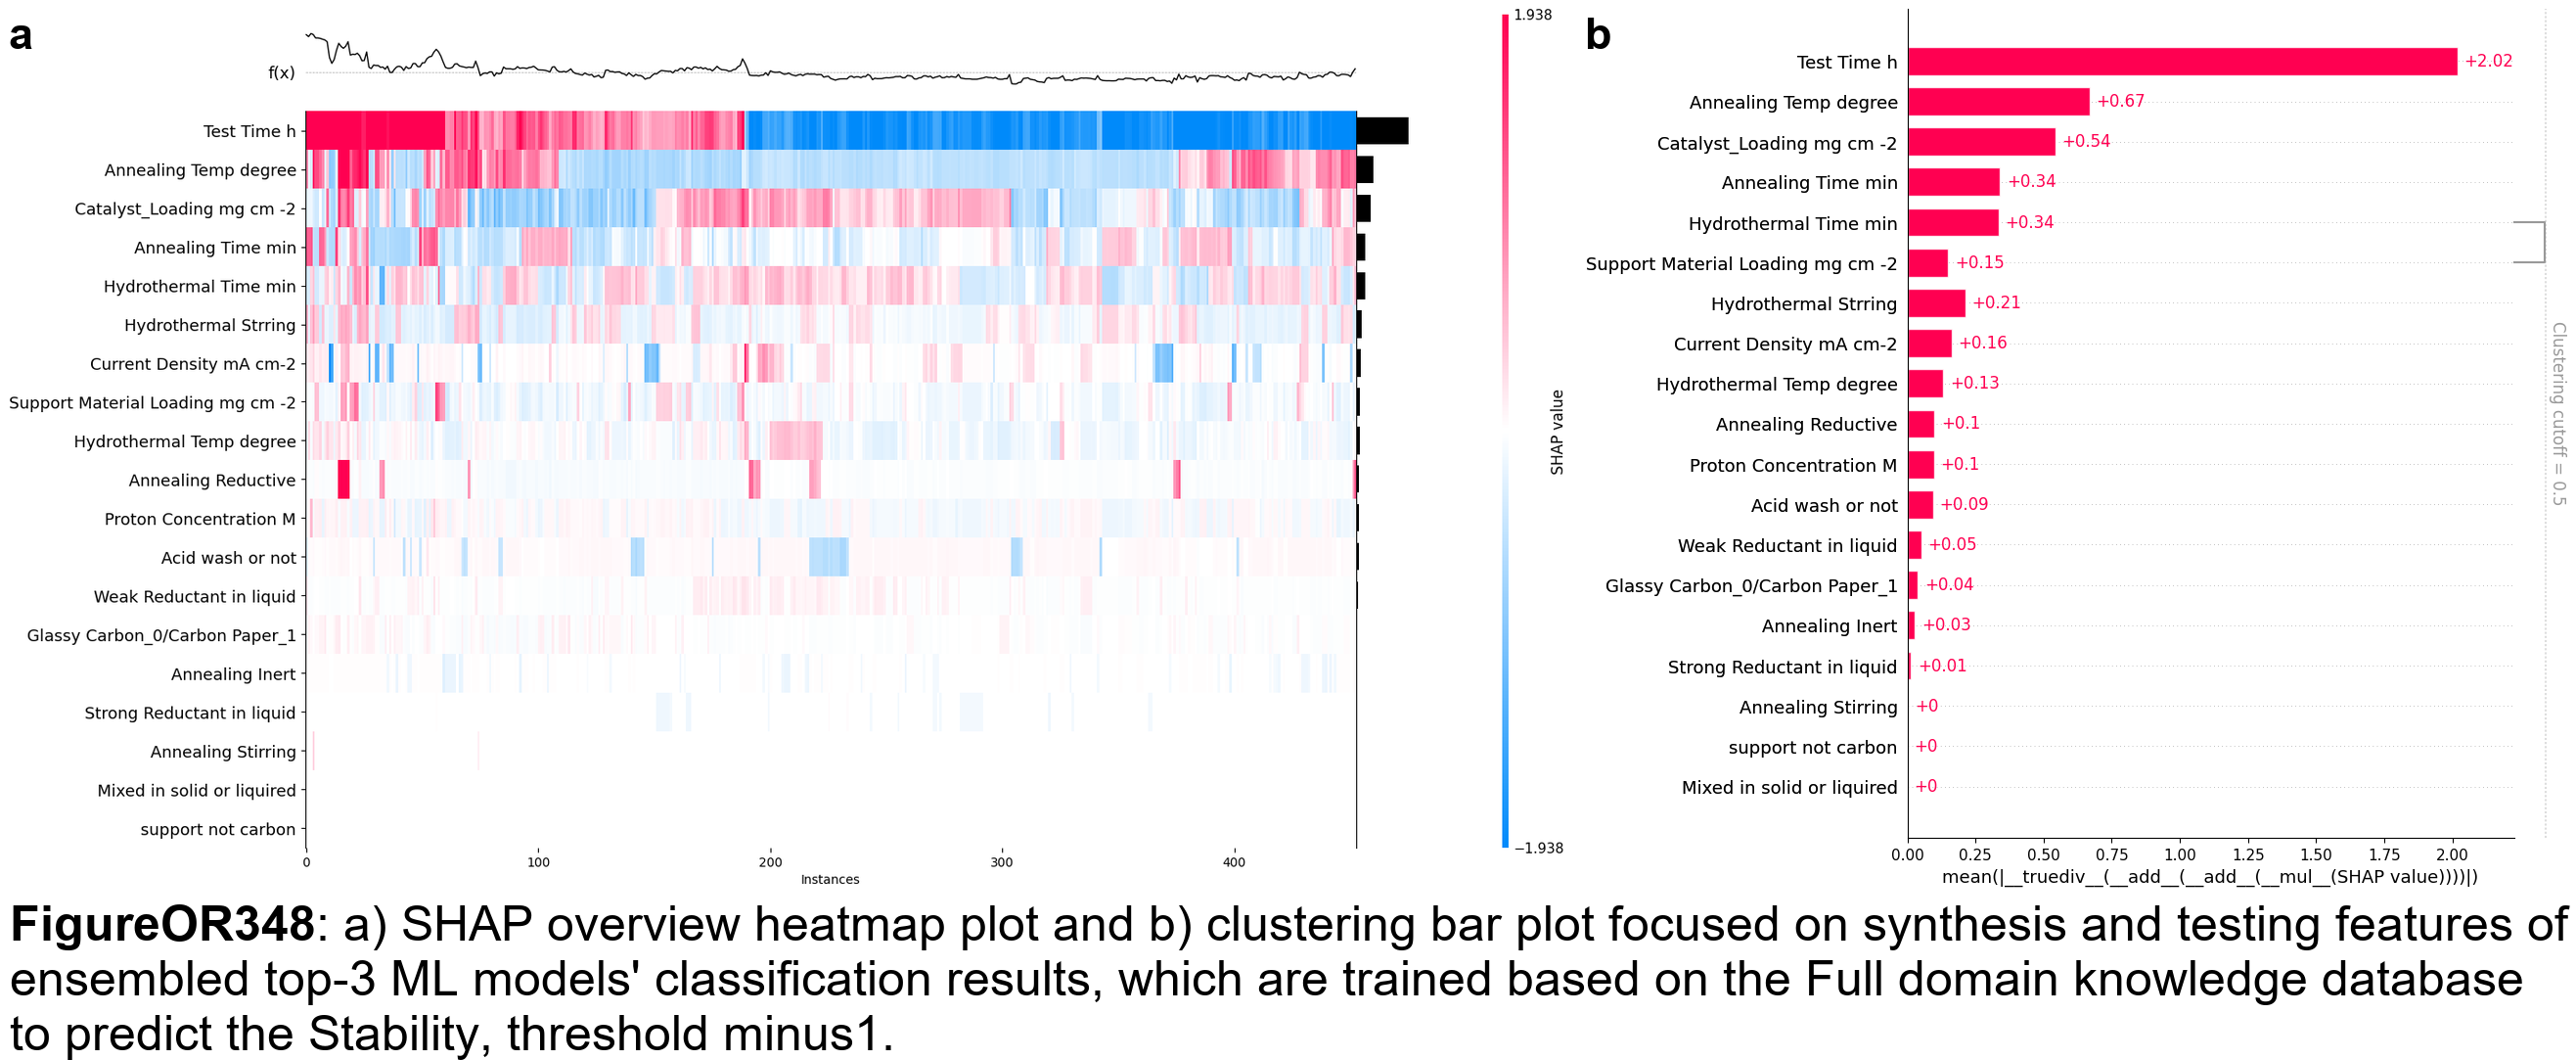 a
f(x)
Test Time h
Annealing Temp degree
Catalyst_Loading mg cm -2
Annealing Time min
Hydrothermal Time min
Hydrothermal Strring
Current Density mA cm-2
Support Material Loading mg cm -2
Hydrothermal Temp degree
Annealing Reductive
Proton Concentration M
Acid wash or not
Weak Reductant in liquid
Glassy Carbon_0/Carbon Paper_1
Annealing Inert
Strong Reductant in liquid
Annealing Stirring
Mixed in solid or liquired
support not carbon
0 100 200 300 400
Instances
1.938
SHAP value
−1.938
b
Test Time h +2.02
Annealing Temp degree +0.67
Catalyst_Loading mg cm -2 +0.54
Annealing Time min +0.34
Hydrothermal Time min +0.34
Support Material Loading mg cm -2 +0.15
Hydrothermal Strring +0.21
Current Density mA cm-2 +0.16
Hydrothermal Temp degree +0.13
Annealing Reductive +0.1
Proton Concentration M +0.1
Acid wash or not +0.09
Weak Reductant in liquid +0.05
Glassy Carbon_0/Carbon Paper_1 +0.04
Annealing Inert +0.03
Strong Reductant in liquid +0.01
Annealing Stirring +0
support not carbon +0
Mixed in solid or liquired +0
0.00 0.25 0.50 0.75 1.00 1.25 1.50 1.75 2.00
mean(|__truediv__(__add__(__add__(__mul__(SHAP value))))|)
Clustering cutoff = 0.5
FigureOR348: a) SHAP overview heatmap plot and b) clustering bar plot focused on synthesis and testing features of
ensembled top-3 ML models' classification results, which are trained based on the Full domain knowledge database
to predict the Stability, threshold minus1.